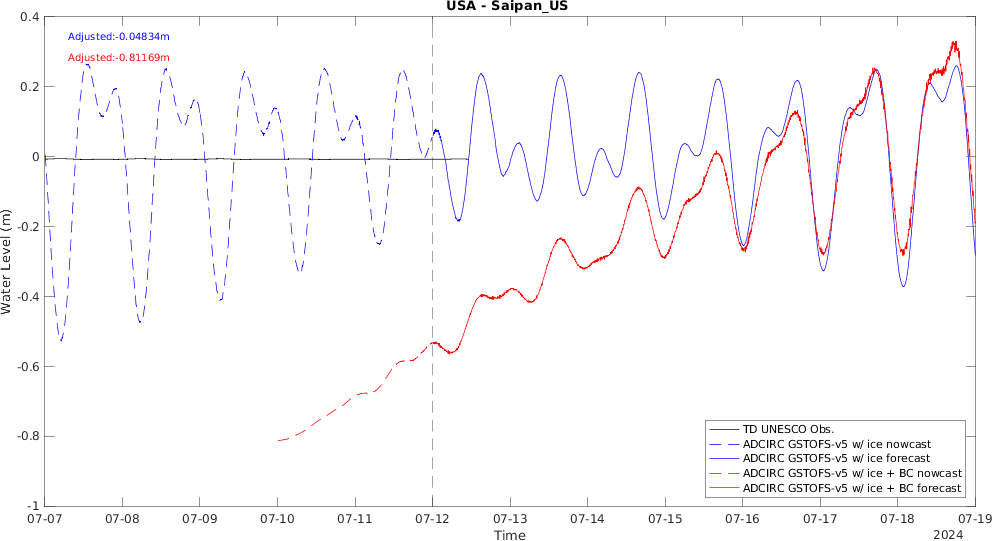 USA - Saipan_US
Adjusted:-0.04834m
Adjusted:-0.81169m
0.4
0.2
0
-0.2
-0.4
-0.6
-0.8
-1
Water Level (m)
TD UNESCO Obs.
ADCIRC GSTOFS-v5 w/ ice nowcast
ADCIRC GSTOFS-v5 w/ ice forecast
ADCIRC GSTOFS-v5 w/ ice + BC nowcast
ADCIRC GSTOFS-v5 w/ ice + BC forecast
07-07 07-08 07-09 07-10 07-11 07-12 07-13 07-14 07-15 07-16 07-17 07-18 07-19
Time
2024